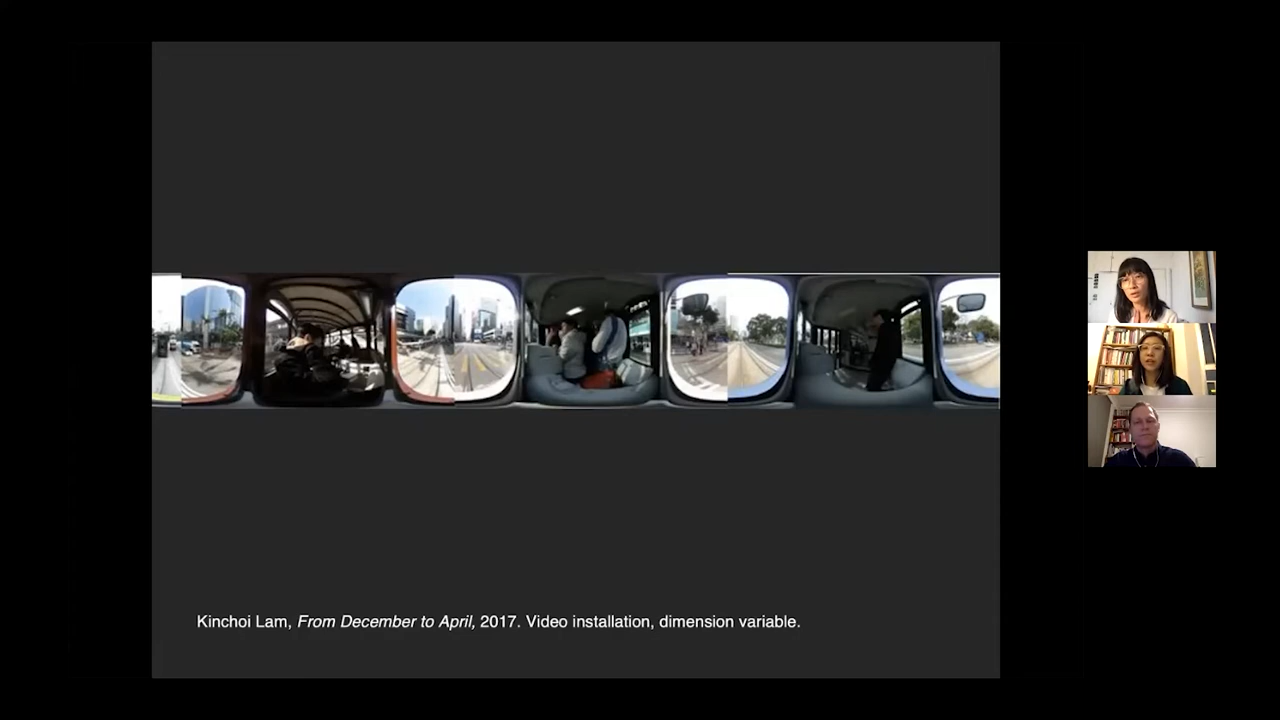 Kinchoi Lam, From December to April, 2017. Video installation, dimension variable.